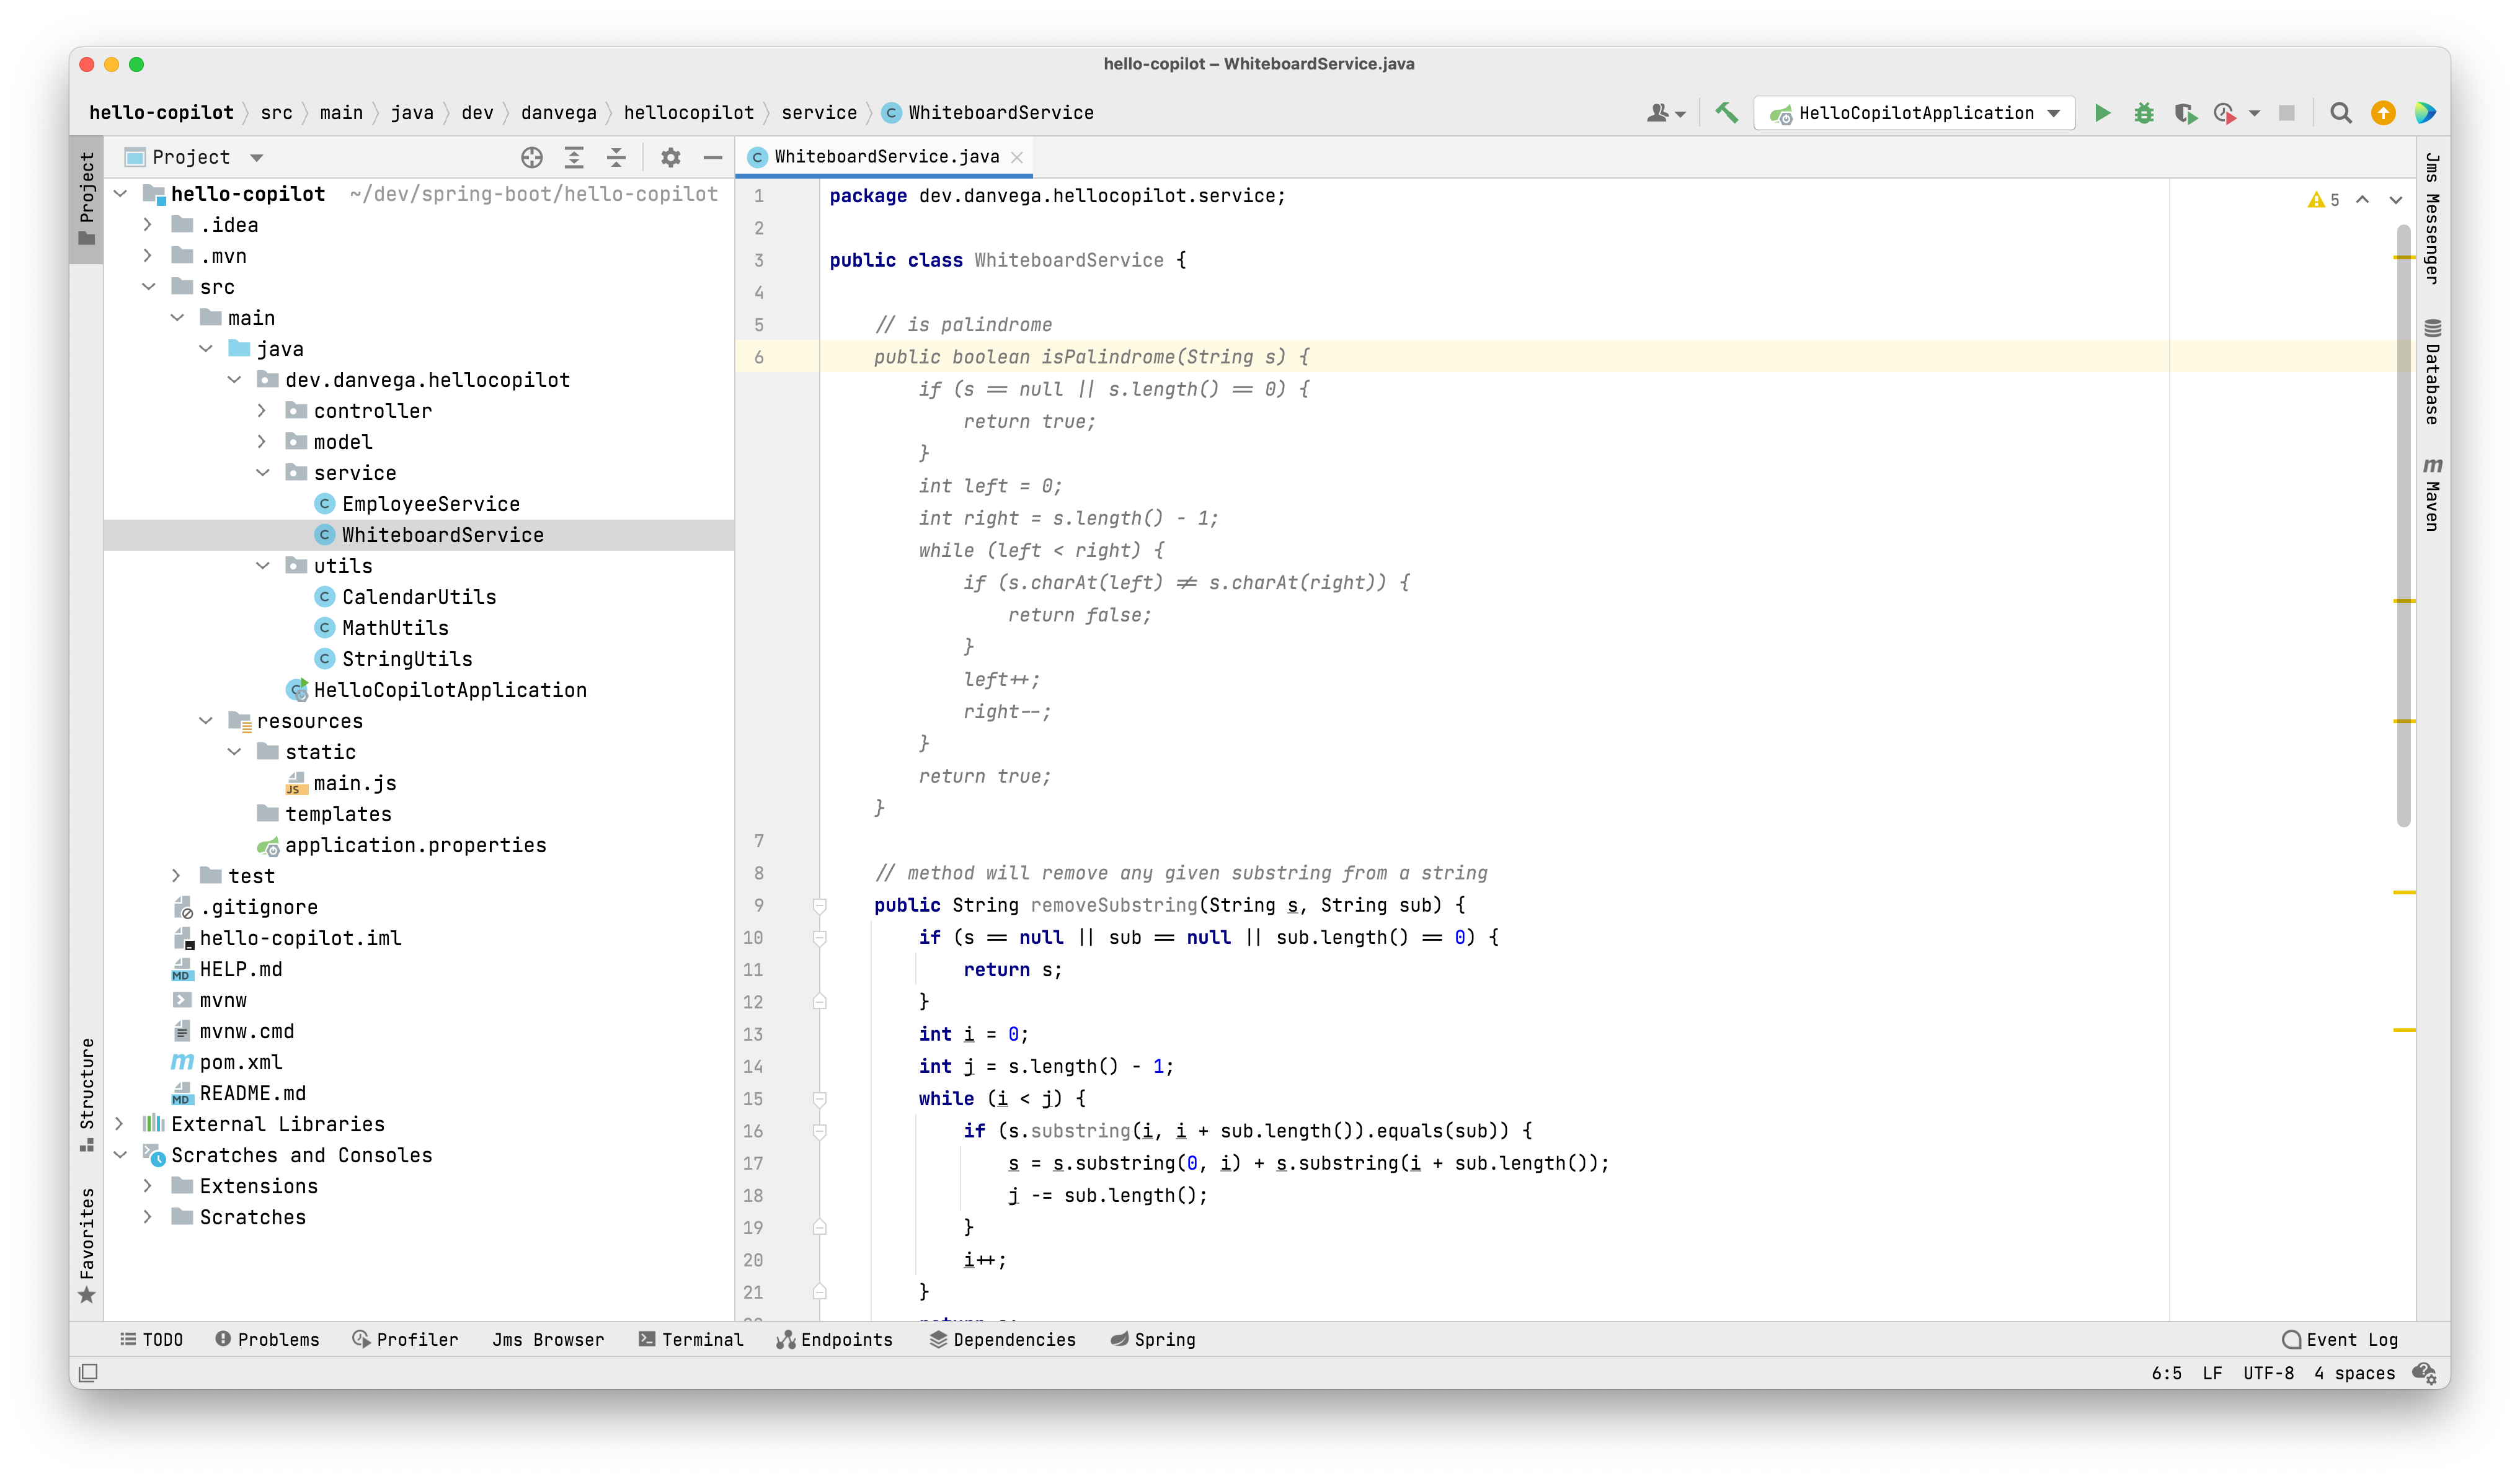 hello-copilot – WhiteboardService.java
hello-copilot src main java dev danvega hellocopilot service WhiteboardService
HelloCopilotApplication
Project
Project
hello-copilot ~/dev/spring-boot/hello-copilot
.idea
.mvn
src
main
java
dev.danvega.hellocopilot
controller
model
service
EmployeeService
WhiteboardService
utils
CalendarUtils
MathUtils
StringUtils
HelloCopilotApplication
resources
static
main.js
templates
application.properties
test
.gitignore
hello-copilot.iml
HELP.md
mvnw
mvnw.cmd
pom.xml
README.md
External Libraries
Scratches and Consoles
Extensions
Scratches
Structure
Favorites
WhiteboardService.java
5
1 package dev.danvega.hellocopilot.service;
2
3 public class WhiteboardService {
4
5 // is palindrome
6 public boolean isPalindrome(String s) {
if (s == null || s.length() == 0) {
return true;
}
int left = 0;
int right = s.length() - 1;
while (left < right) {
if (s.charAt(left) != s.charAt(right)) {
return false;
}
left++;
right--;
}
return true;
}
7
8 // method will remove any given substring from a string
9 public String removeSubstring(String s, String sub) {
10 if (s == null || sub == null || sub.length() == 0) {
11 return s;
12 }
13 int i = 0;
14 int j = s.length() - 1;
15 while (i < j) {
16 if (s.substring(i, i + sub.length()).equals(sub)) {
17 s = s.substring(0, i) + s.substring(i + sub.length());
18 j -= sub.length();
19 }
20 i++;
21 }
Jms Messenger
Database
Maven
TODO Problems Profiler Jms Browser Terminal Endpoints Dependencies Spring Event Log
6:5 LF UTF-8 4 spaces